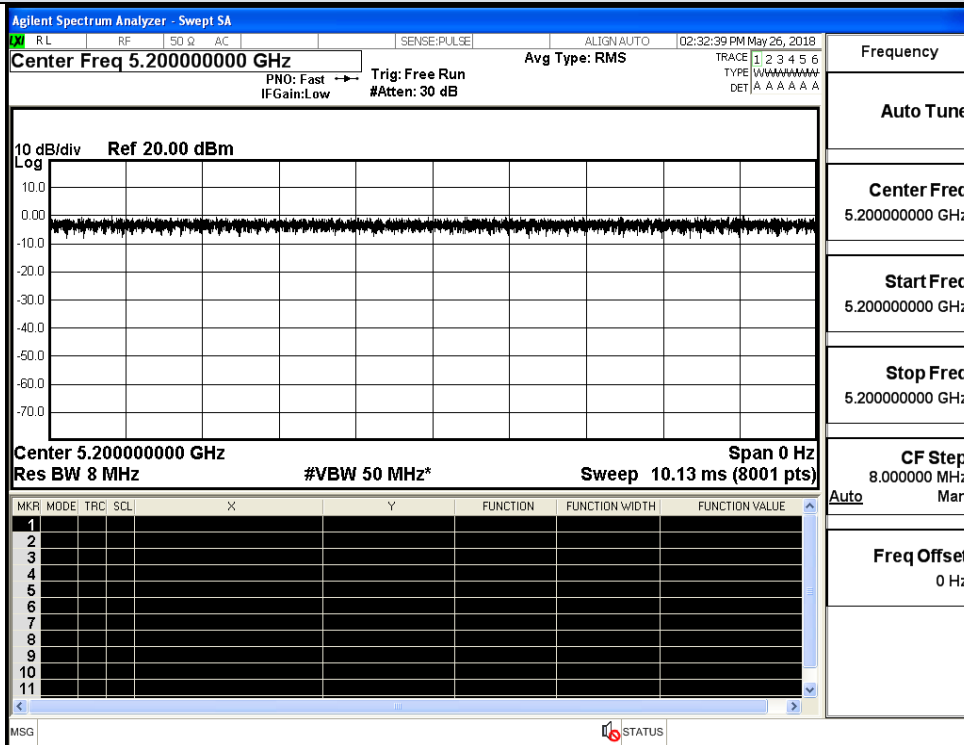 Agilent Spectrum Analyzer - Swept SA
LXI RL RF 50 Ω AC SENSE:PULSE ALIGN AUTO 02:32:39 PM May 26, 2018
Center Freq 5.200000000 GHz Avg Type: RMS TRACE 1 2 3 4 5 6
PNO: Fast Trig: Free Run TYPE WWWWWW
IFGain:Low #Atten: 30 dB DET A A A A A A
10 dB/div Ref 20.00 dBm
Log
10.0
0.00
-10.0
-20.0
-30.0
-40.0
-50.0
-60.0
-70.0
Center 5.200000000 GHz Span 0 Hz
Res BW 8 MHz #VBW 50 MHz* Sweep 10.13 ms (8001 pts)
MKR MODE TRC SCL X Y FUNCTION FUNCTION WIDTH FUNCTION VALUE
1
2
3
4
5
6
7
8
9
10
11
MSG STATUS
Frequency
Auto Tune
Center Freq
5.200000000 GHz
Start Freq
5.200000000 GHz
Stop Freq
5.200000000 GHz
CF Step
8.000000 MHz
Auto Man
Freq Offset
0 Hz